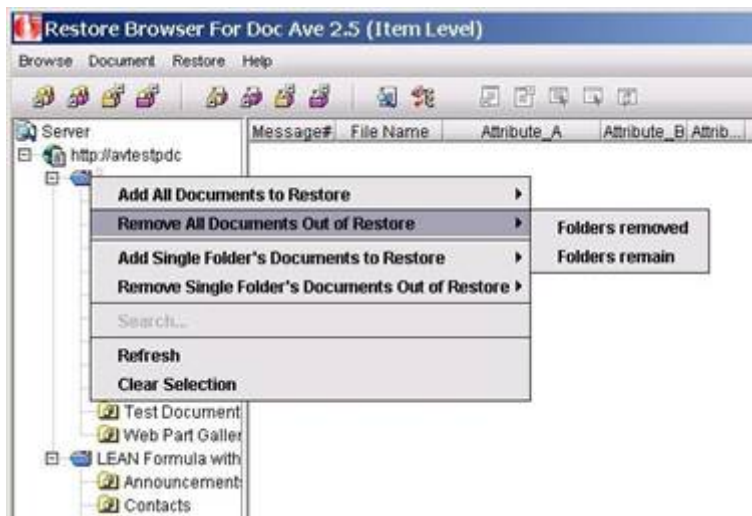 Restore Browser For Doc Ave 2.5 (Item Level)
Browse Document Restore Help
Server
Message# File Name Attribute_A Attribute_B Attrib...
http://avtestpdc
Add All Documents to Restore
Remove All Documents Out of Restore
Folders removed
Folders remain
Add Single Folder's Documents to Restore
Remove Single Folder's Documents Out of Restore
Search...
Refresh
Clear Selection
Test Document
Web Part Galler
LEAN Formula with
Announcements
Contacts